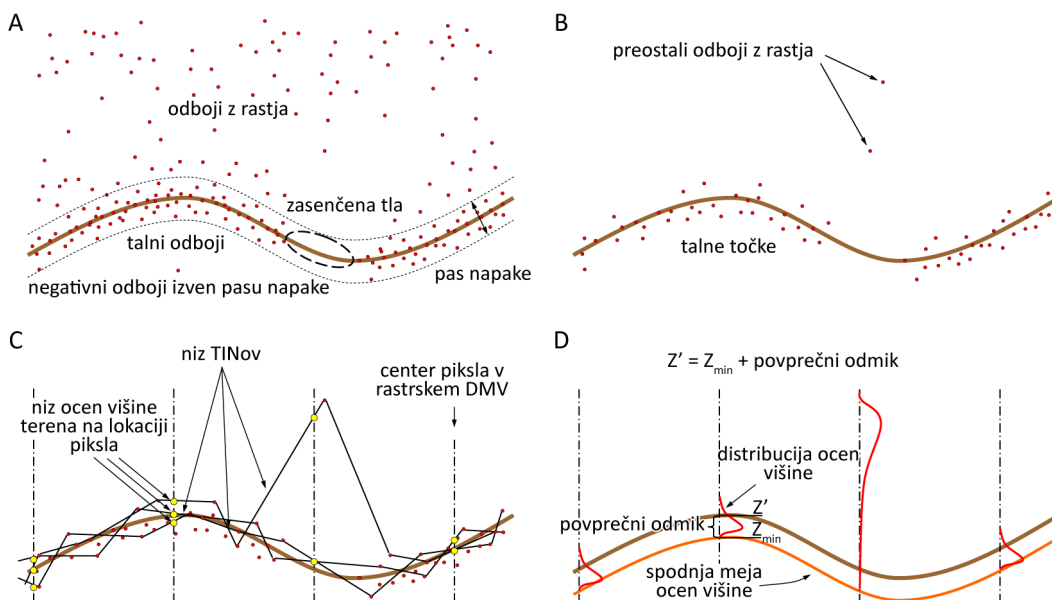 A
odboji z rastja
zasenčena tla
talni odboji
pas napake
negativni odboji izven pasu napake
B
preostali odboji z rastja
talne točke
C
niz TINov
center piksla v
rastrskem DMV
niz ocen višine
terena na lokaciji
piksla
D
Z' = Zmin + povprečni odmik
distribucija ocen
višine
Z'
povprečni odmik
Zmin
spodnja meja
ocen višine